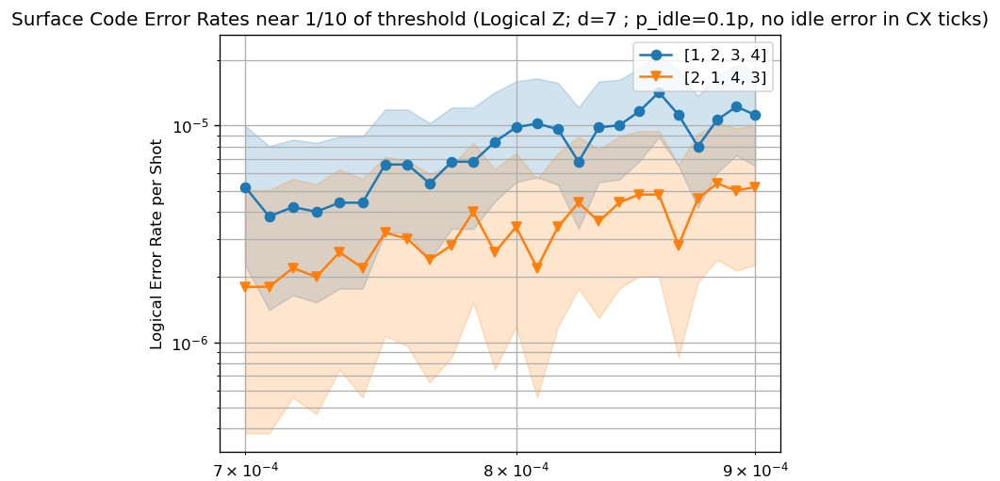 Surface Code Error Rates near 1/10 of threshold (Logical Z; d=7 ; p_idle=0.1p, no idle error in CX ticks)
[1, 2, 3, 4]
[2, 1, 4, 3]
Logical Error Rate per Shot
10⁻⁵
10⁻⁶
7 × 10⁻⁴
8 × 10⁻⁴
9 × 10⁻⁴